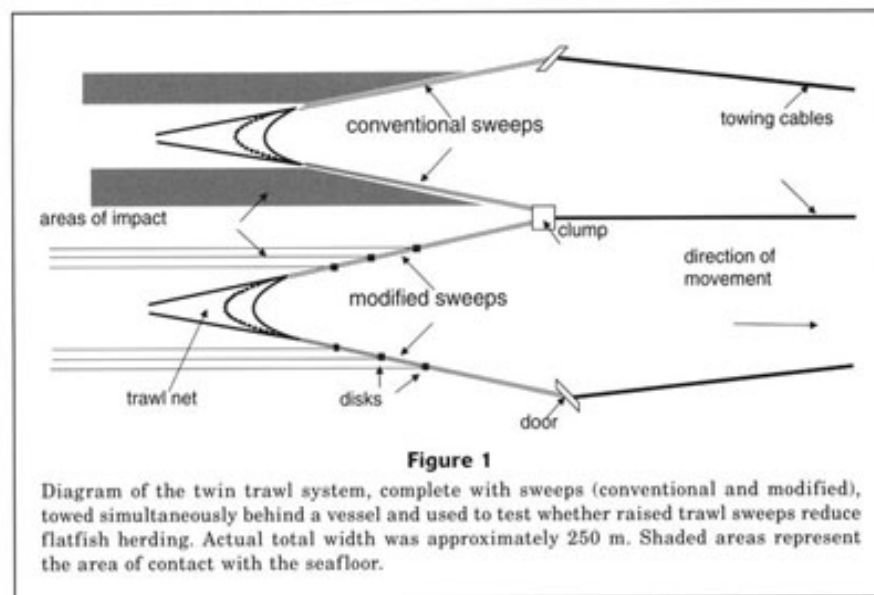 conventional sweeps
towing cables
areas of impact
clump
direction of
movement
modified sweeps
trawl net
disks
door
Figure 1
Diagram of the twin trawl system, complete with sweeps (conventional and modified),
towed simultaneously behind a vessel and used to test whether raised trawl sweeps reduce
flatfish herding. Actual total width was approximately 250 m. Shaded areas represent
the area of contact with the seafloor.